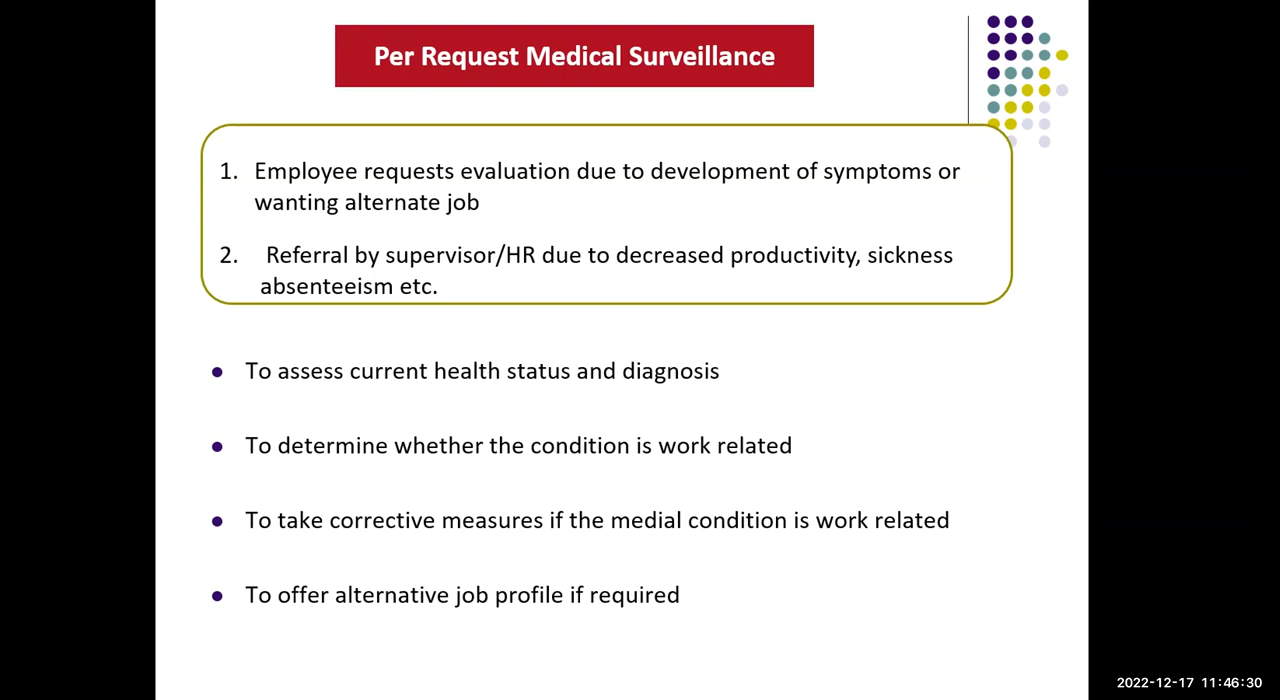 Per Request Medical Surveillance
1. Employee requests evaluation due to development of symptoms or
wanting alternate job
2. Referral by supervisor/HR due to decreased productivity, sickness
absenteeism etc.
• To assess current health status and diagnosis
• To determine whether the condition is work related
• To take corrective measures if the medial condition is work related
• To offer alternative job profile if required
2022-12-17 11:46:30